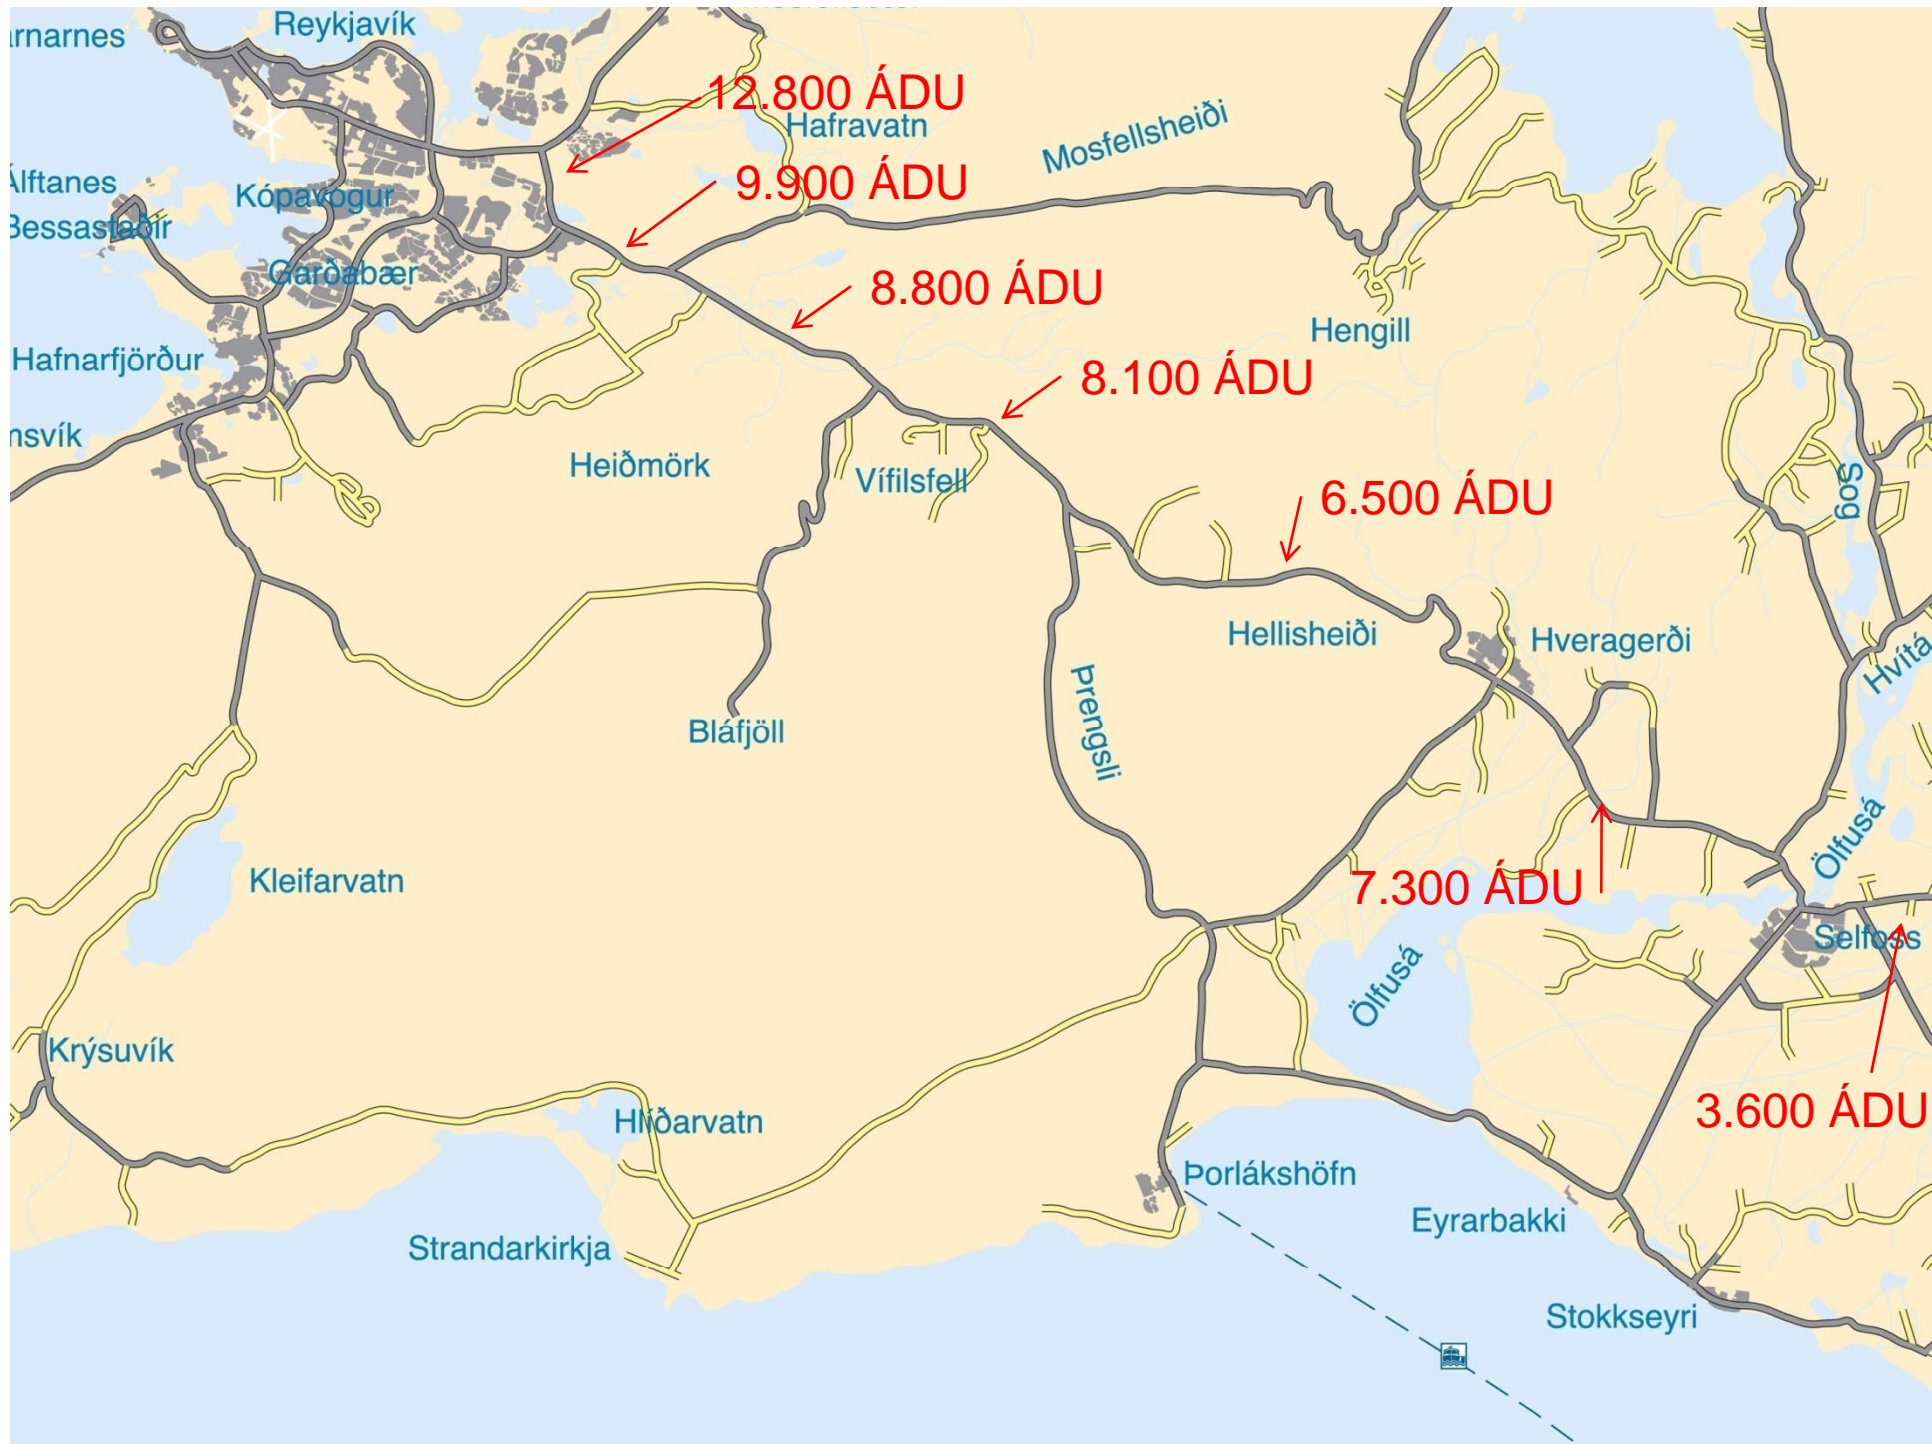 Reykjavík
12.800 ÁDU
Hafravatn
Mosfellsheiði
Álftanes
9.900 ÁDU
Kópavogur
Bessastaðir
Garðabær
8.800 ÁDU
Hengill
Hafnarfjörður
8.100 ÁDU
Heiðmörk
Vífilsfell
6.500 ÁDU
Sog
Hellisheiði
Hveragerði
Hvítá
Þrengsli
Bláfjöll
Ölfusá
Kleifarvatn
7.300 ÁDU
Selfoss
Ölfusá
Krýsuvík
3.600 ÁDU
Hlíðarvatn
Þorlákshöfn
Eyrarbakki
Strandarkirkja
Stokkseyri